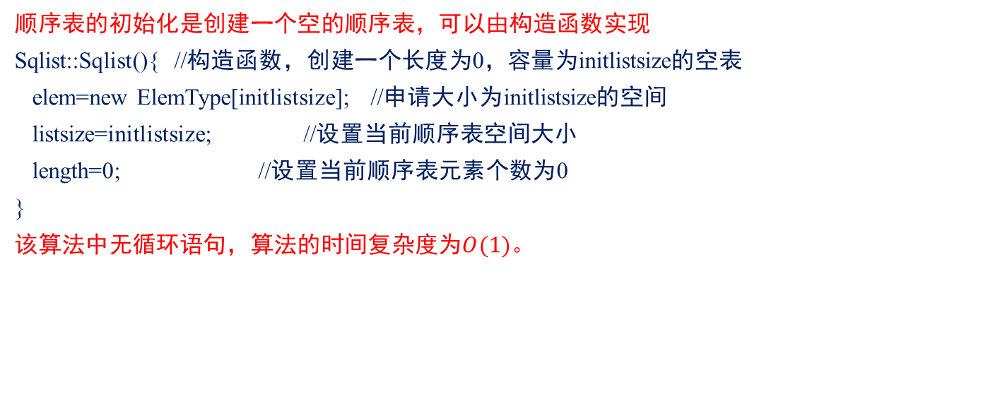 顺序表的初始化是创建一个空的顺序表，可以由构造函数实现
Sqlist::Sqlist(){ //构造函数，创建一个长度为0，容量为initlistsize的空表
elem=new ElemType[initlistsize]; //申请大小为initlistsize的空间
listsize=initlistsize; //设置当前顺序表空间大小
length=0; //设置当前顺序表元素个数为0
}
该算法中无循环语句，算法的时间复杂度为O(1)。